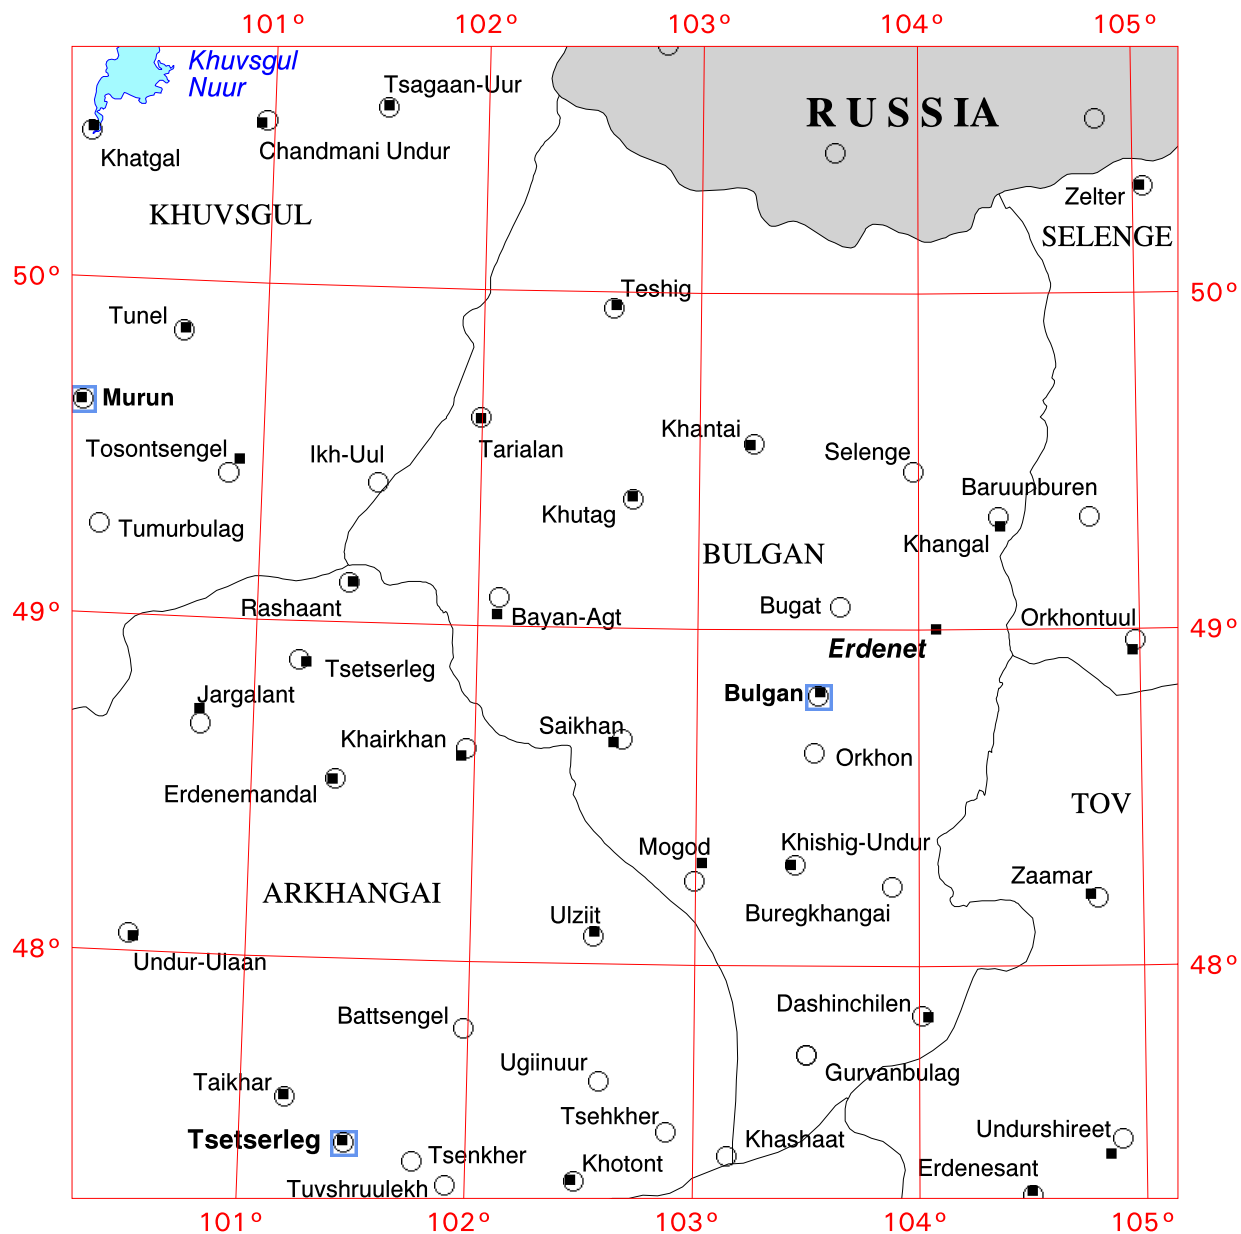 101° 102° 103° 104° 105°
Khuvsgul
Nuur
Tsagaan-Uur
RUSSIA
Khatgal
Chandmani Undur
Zelter
KHUVSGUL
SELENGE
50°
50°
Teshig
Tunel
Murun
Khantai
Tosontsengel
Ikh-Uul
Tarialan
Selenge
Baruunburen
Khutag
Tumurbulag
Khangal
BULGAN
49°
49°
Rashaant
Bayan-Agt
Bugat
Orkhontuul
Erdenet
Tsetserleg
Jargalant
Bulgan
Khairkhan
Saikhan
Orkhon
Erdenemandal
TOV
Mogod
Khishig-Undur
Zaamar
ARKHANGAI
Ulziit
Buregkhangai
48°
48°
Undur-Ulaan
Dashinchilen
Battsengel
Ugiinuur
Gurvanbulag
Taikhar
Tsehkher
Tsetserleg
Khashaat
Undurshireet
Tsenkher
Khotont
Erdenesant
Tuvshruulekh
101° 102° 103° 104° 105°